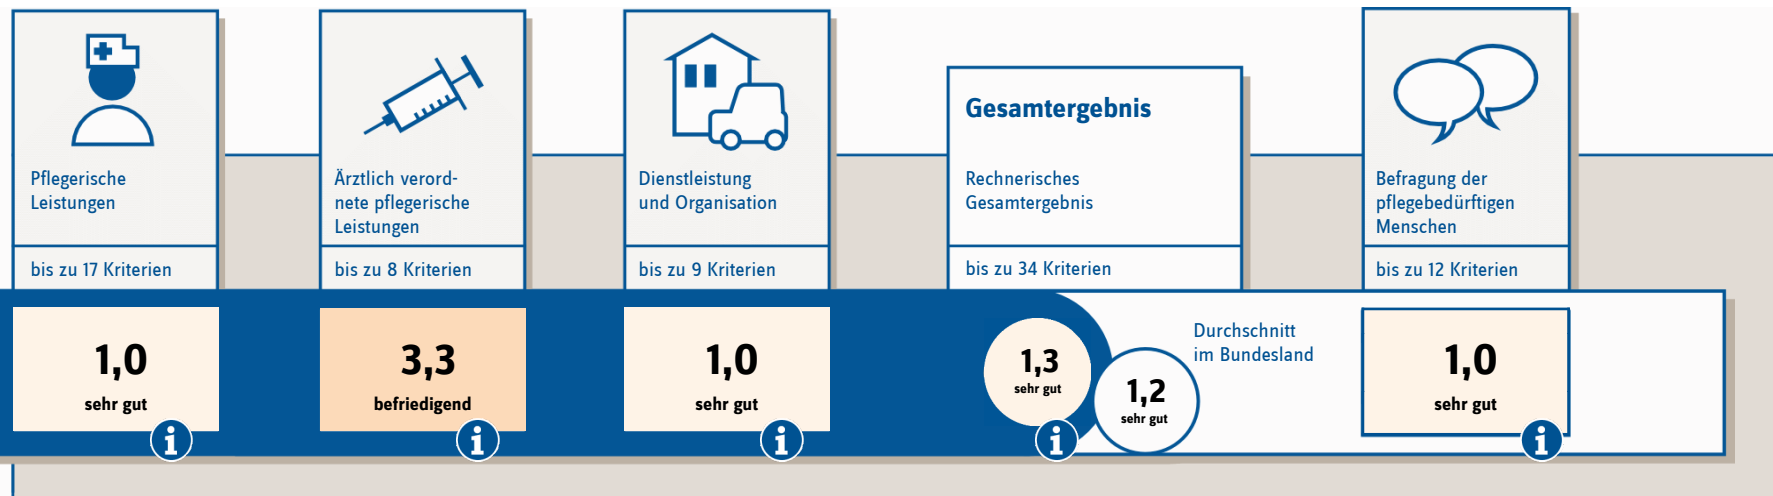 Pflegerische
Leistungen
bis zu 17 Kriterien
1,0
sehr gut
i
Ärztlich verord-
nete pflegerische
Leistungen
bis zu 8 Kriterien
3,3
befriedigend
i
Dienstleistung
und Organisation
bis zu 9 Kriterien
1,0
sehr gut
i
Gesamtergebnis
Rechnerisches
Gesamtergebnis
bis zu 34 Kriterien
1,3
sehr gut
i
1,2
sehr gut
Durchschnitt
im Bundesland
Befragung der
pflegebedürftigen
Menschen
bis zu 12 Kriterien
1,0
sehr gut
i